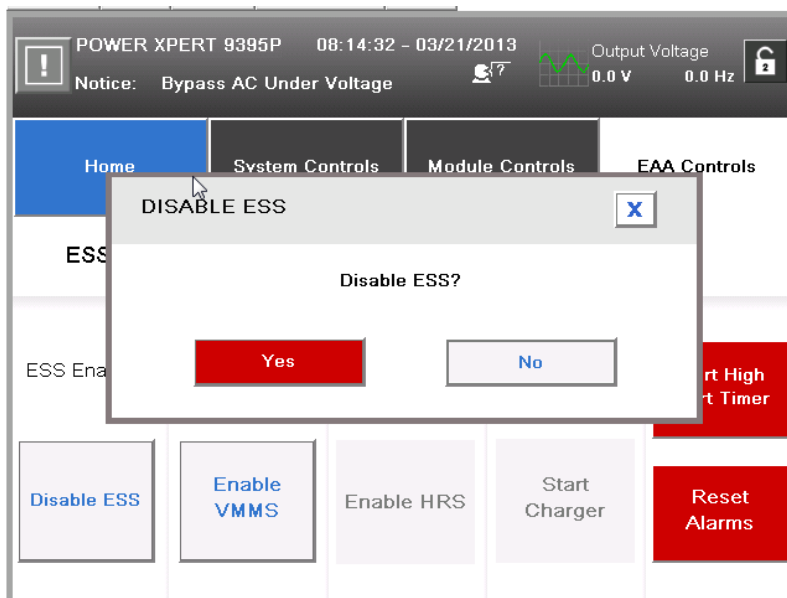 POWER XPERT 9395P 08:14:32 - 03/21/2013
Notice: Bypass AC Under Voltage
?
Output Voltage
0.0 V 0.0 Hz
2
Home System Controls Module Controls EAA Controls
DISABLE ESS X
ESS
Disable ESS?
Yes No
ESS Ena
rt High
rt Timer
Disable ESS
Enable
VMMS
Enable HRS
Start
Charger
Reset
Alarms